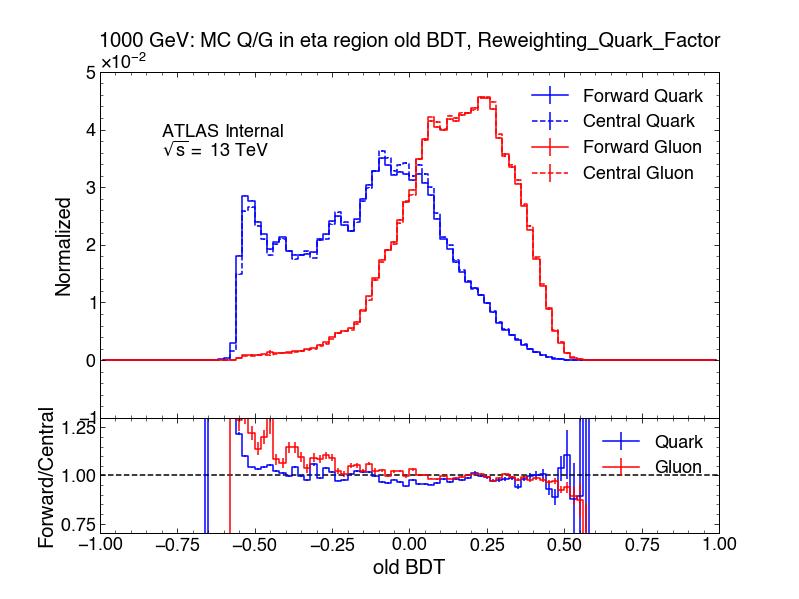 1000 GeV: MC Q/G in eta region old BDT, Reweighting_Quark_Factor
×10⁻²
5
4
3
2
1
0
−1
Normalized
ATLAS Internal
√s = 13 TeV
Forward Quark
Central Quark
Forward Gluon
Central Gluon
1.25
1.00
0.75
Forward/Central
Quark
Gluon
−1.00 −0.75 −0.50 −0.25 0.00 0.25 0.50 0.75 1.00
old BDT